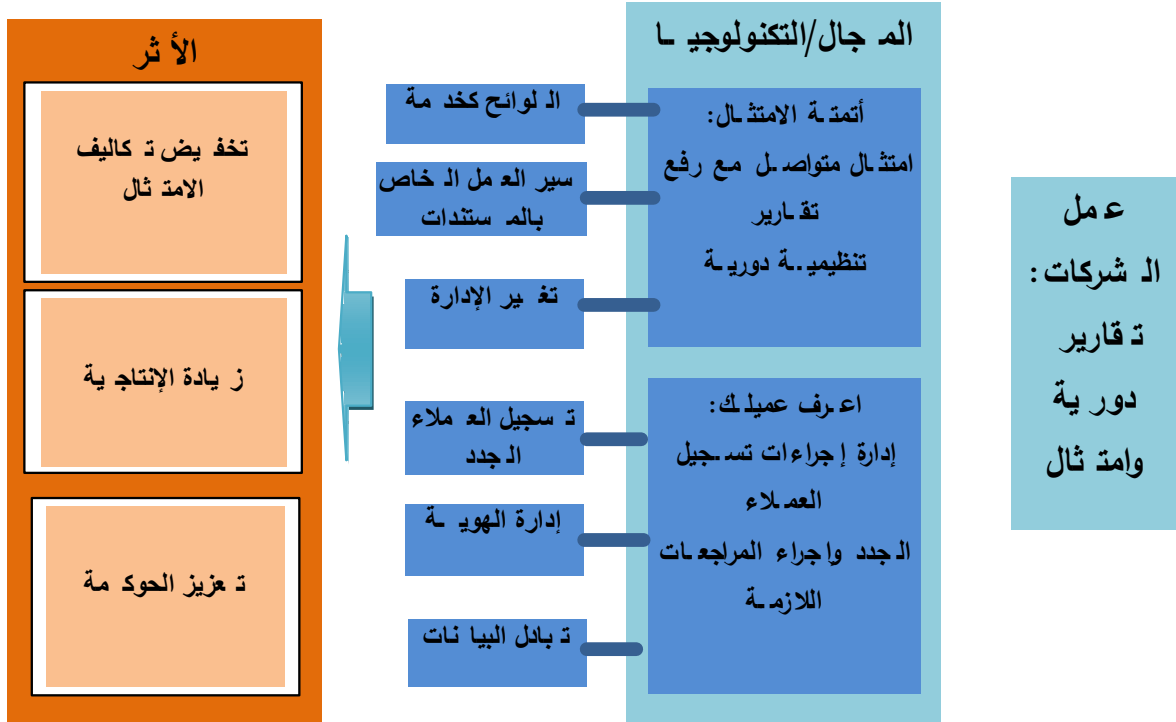 عمل
الشركات:
تقارير
دورية
وامتثال
المجال/التكنولوجيا
أتمتة الامتثال:
امتثال متواصل مع رفع
تقارير
تنظيمية دورية
اعرف عميلك:
إدارة إجراءات تسجيل
العملاء
الجدد وإجراء المراجعات
اللازمة
اللوائح كخدمة
سير العمل الخاص
بالمستندات
تغيير الإدارة
تسجيل العملاء
الجدد
إدارة الهوية
تبادل البيانات
الأثر
تخفيض تكاليف
الامتثال
زيادة الإنتاجية
تعزيز الحوكمة